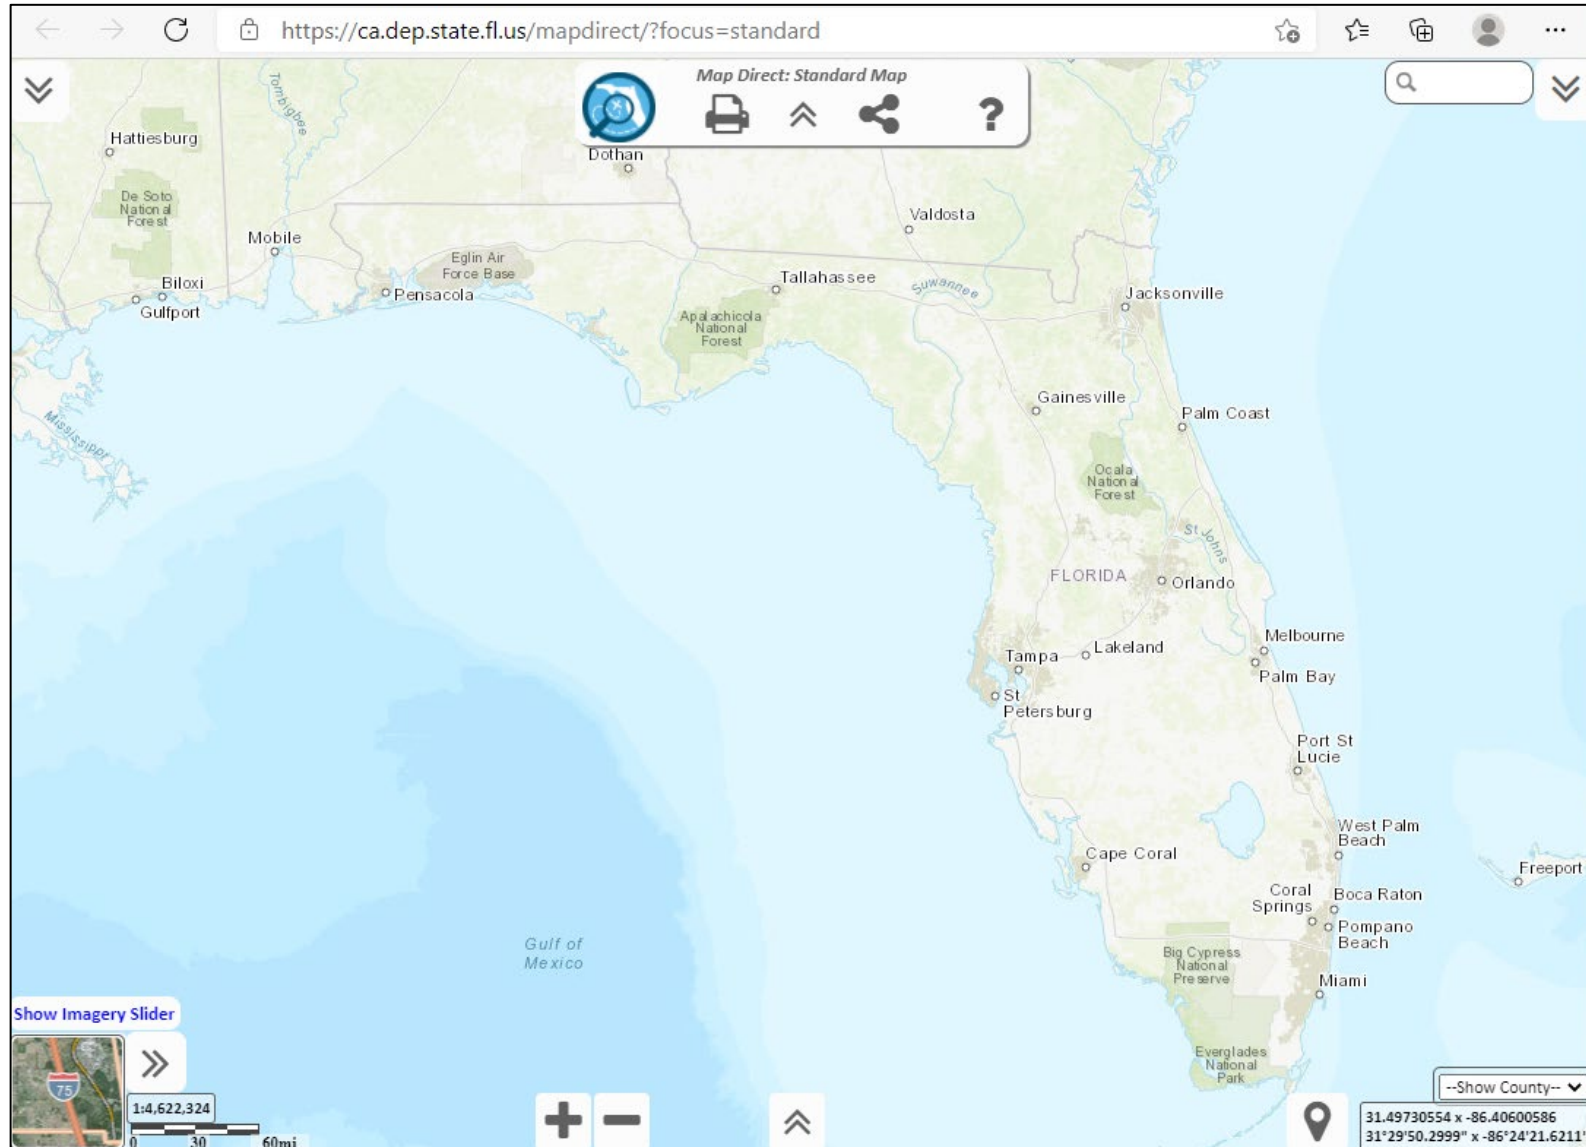 https://ca.dep.state.fl.us/mapdirect/?focus=standard
Map Direct: Standard Map
?
Tombigbee
Hattiesburg
Dothan
De Soto
National
Forest
Valdosta
Mobile
Eglin Air
Force Base
Tallahassee
Suwannee
Biloxi
Pensacola
Jacksonville
Gulfport
Apalachicola
National
Forest
Gainesville
Palm Coast
Mississippi
Ocala
National
Forest
St Johns
FLORIDA
Orlando
Melbourne
Tampa
Lakeland
Palm Bay
St
Petersburg
Port St
Lucie
West Palm
Beach
Cape Coral
Freeport
Coral
Springs
Boca Raton
Pompano
Beach
Gulf of
Mexico
Big Cypress
National
Preserve
Miami
Show Imagery Slider
Everglades
National
Park
75
--Show County--
1:4,622,324
0 30 60mi
31.49730554 x -86.40600586
31°29'50.2999" x -86°24'21.6211"